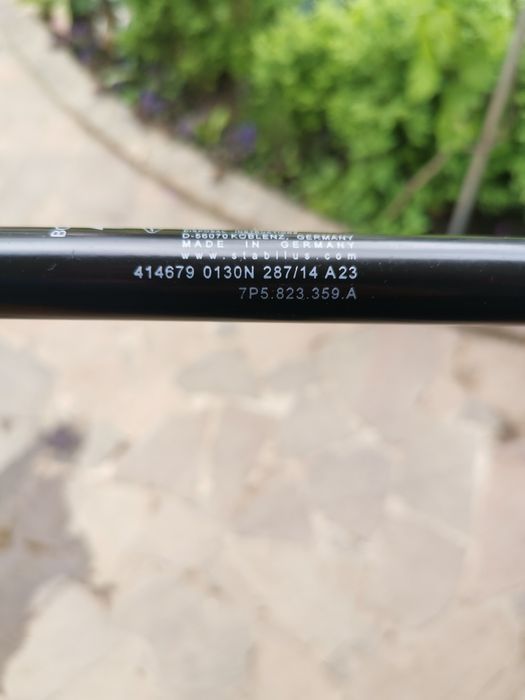 D-56070 KOBLENZ, GERMANY
MADE IN GERMANY
www.stabilus.com
414679 0130N 287/14 A23
7P5.823.359.A